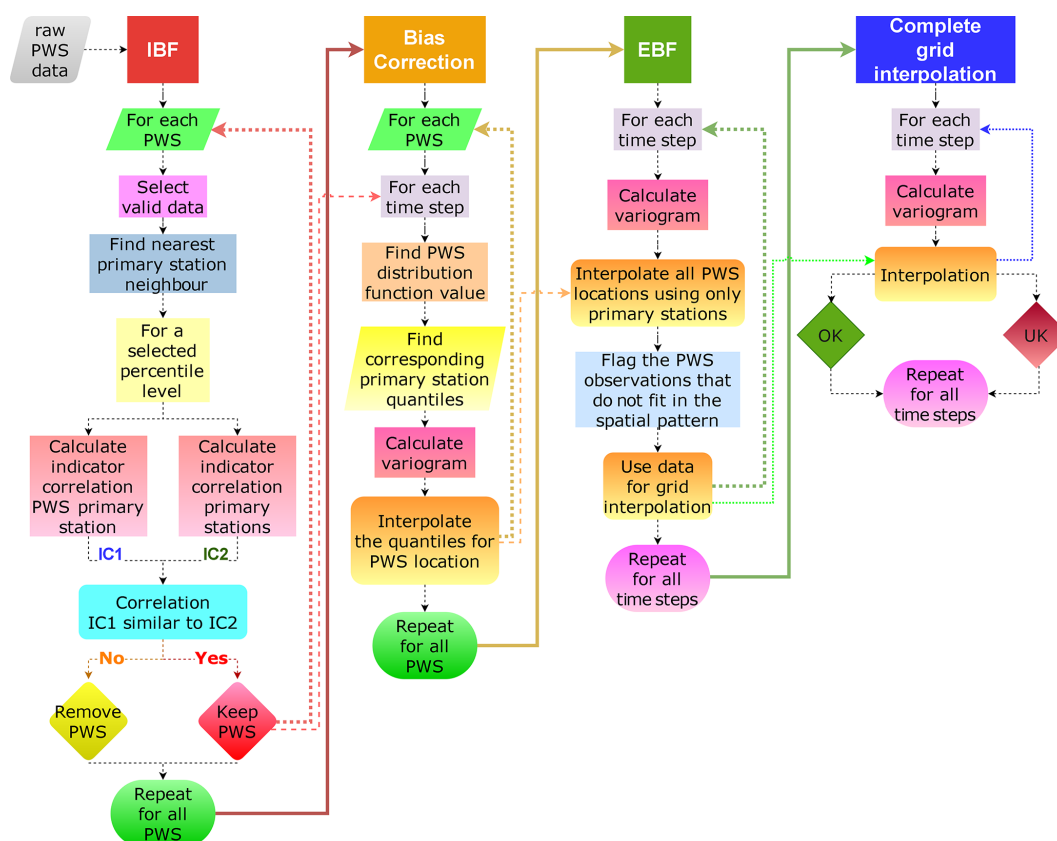 raw
PWS
data
IBF
For each
PWS
Select
valid data
Find nearest
primary station
neighbour
For a
selected
percentile
level
Calculate
indicator
correlation
PWS primary
station
Calculate
indicator
correlation
primary
stations
IC1
IC2
Correlation
IC1 similar to IC2
No
Yes
Remove
PWS
Keep
PWS
Repeat
for all
PWS
Bias
Correction
For each
PWS
For each
time step
Find PWS
distribution
function value
Find
corresponding
primary station
quantiles
Calculate
variogram
Interpolate
the quantiles for
PWS location
Repeat
for all
PWS
EBF
For each
time step
Calculate
variogram
Interpolate all PWS
locations using only
primary stations
Flag the PWS
observations that
do not fit in the
spatial pattern
Use data
for grid
interpolation
Repeat
for all
time steps
Complete
grid
interpolation
For each
time step
Calculate
variogram
Interpolation
OK
UK
Repeat
for all
time steps